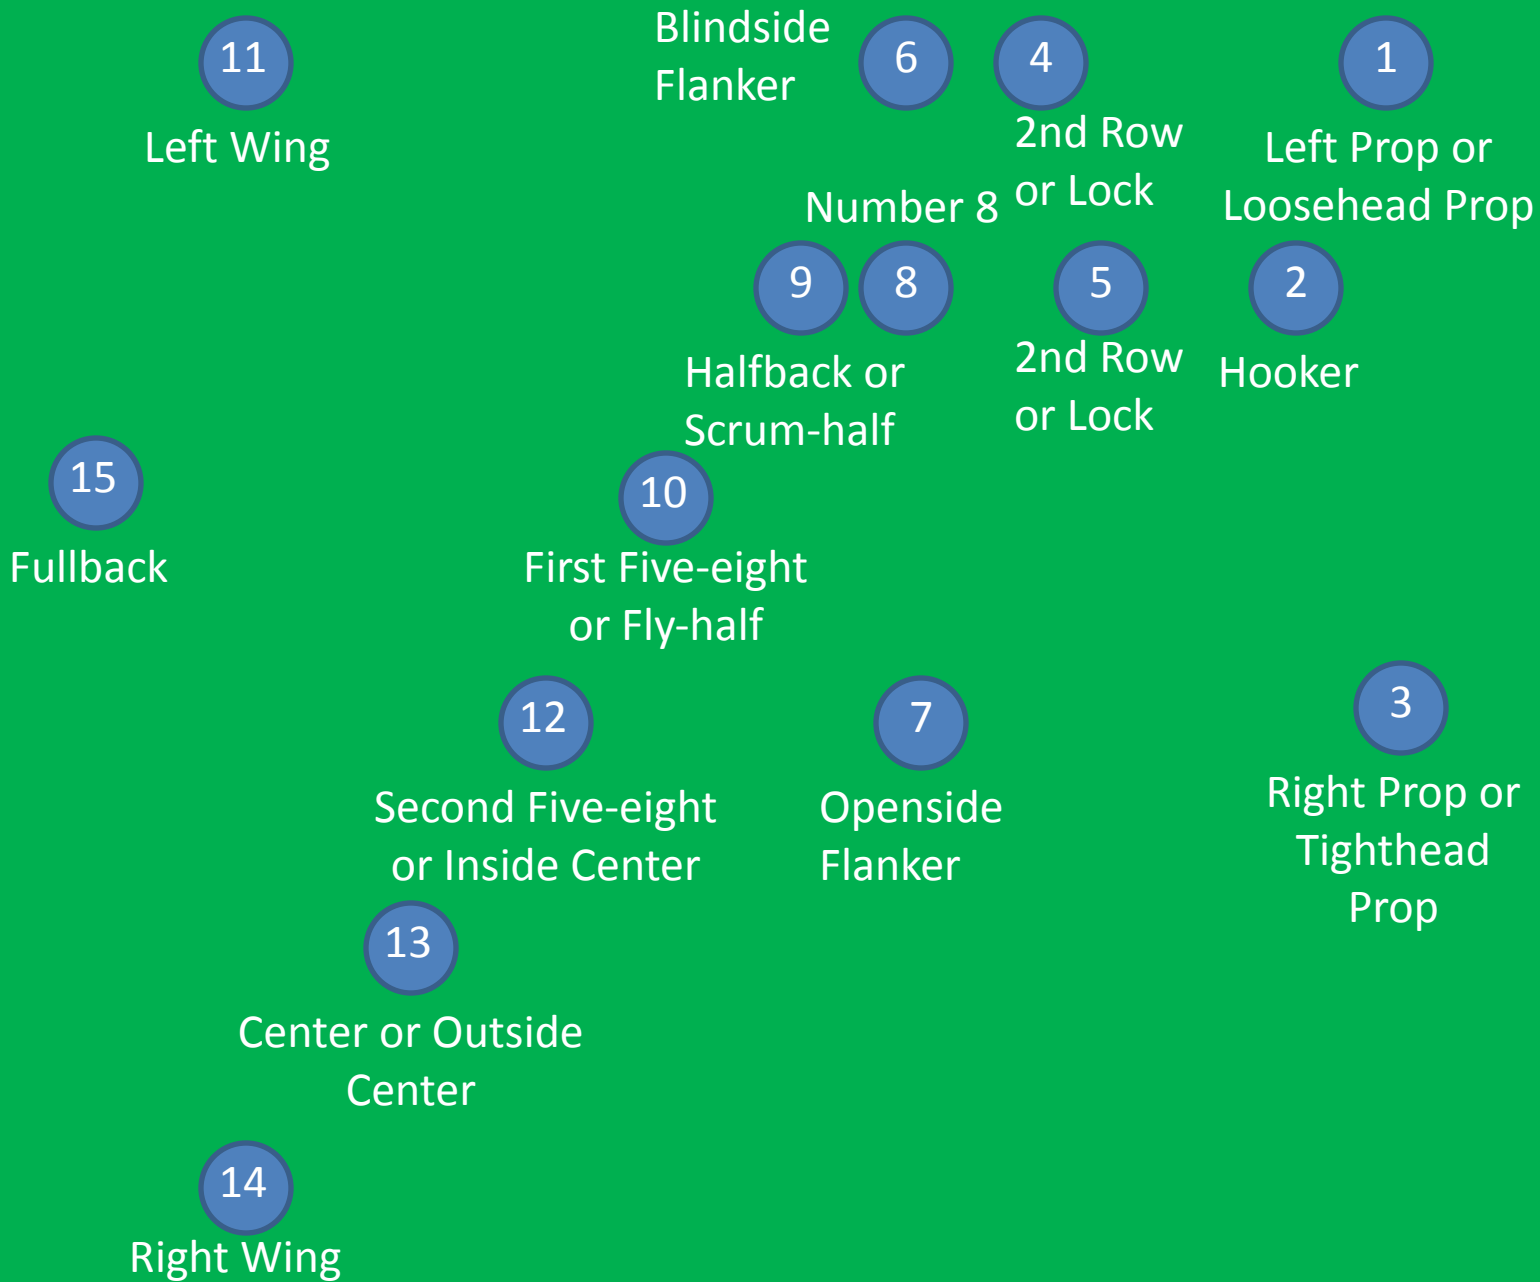 11
Left Wing
Blindside
Flanker
6
4
2nd Row
or Lock
1
Left Prop or
Loosehead Prop
Number 8
9
8
Halfback or
Scrum-half
5
2nd Row
or Lock
2
Hooker
15
Fullback
10
First Five-eight
or Fly-half
12
Second Five-eight
or Inside Center
7
Openside
Flanker
3
Right Prop or
Tighthead
Prop
13
Center or Outside
Center
14
Right Wing